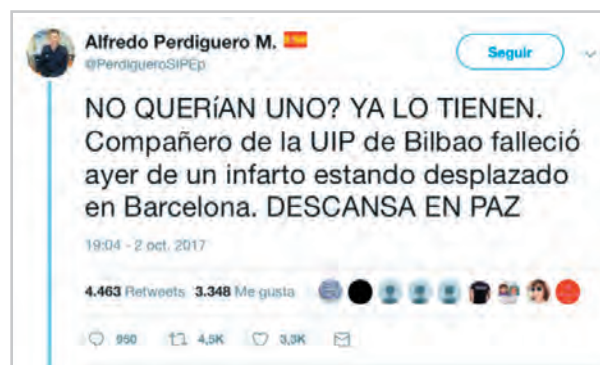 Alfredo Perdiguero M.
@PerdigueroSIPEp
Seguir
NO QUERíAN UNO? YA LO TIENEN.
Compañero de la UIP de Bilbao falleció
ayer de un infarto estando desplazado
en Barcelona. DESCANSA EN PAZ
19:04 - 2 oct. 2017
4.463 Retweets 3.348 Me gusta
950 4,5K 3,3K